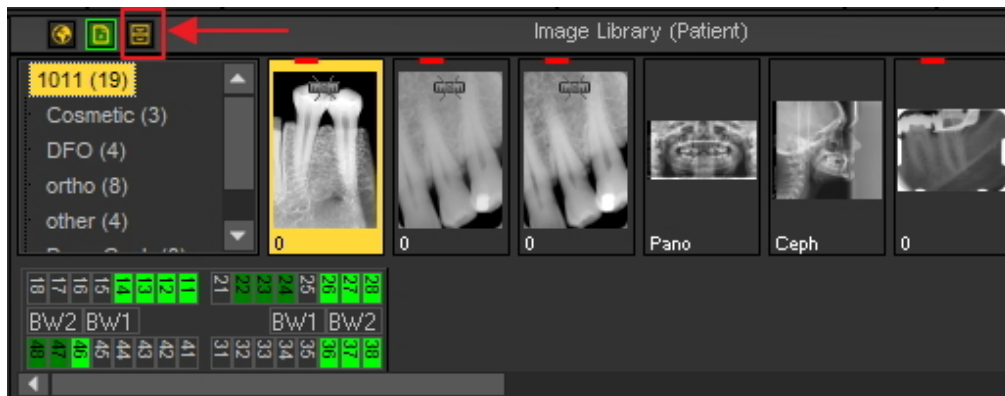 Image Library (Patient)
1011 (19)
Cosmetic (3)
DFO (4)
ortho (8)
other (4)
0
0
0
Pano
Ceph
0
18 17 16 15 14 13 12 11 21 22 23 24 25 26 27 28
BW2 BW1 BW1 BW2
48 47 46 45 44 43 42 41 31 32 33 34 35 36 37 38